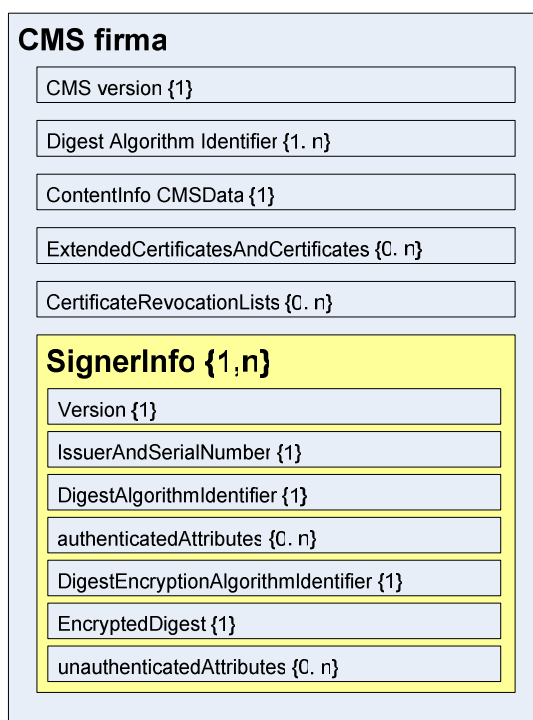 CMS firma
CMS version {1}
Digest Algorithm Identifier {1. n}
ContentInfo CMSData {1}
ExtendedCertificatesAndCertificates {0. n}
CertificateRevocationLists {0. n}
SignerInfo {1,n}
Version {1}
IssuerAndSerialNumber {1}
DigestAlgorithmIdentifier {1}
authenticatedAttributes {0. n}
DigestEncryptionAlgorithmIdentifier {1}
EncryptedDigest {1}
unauthenticatedAttributes {0. n}